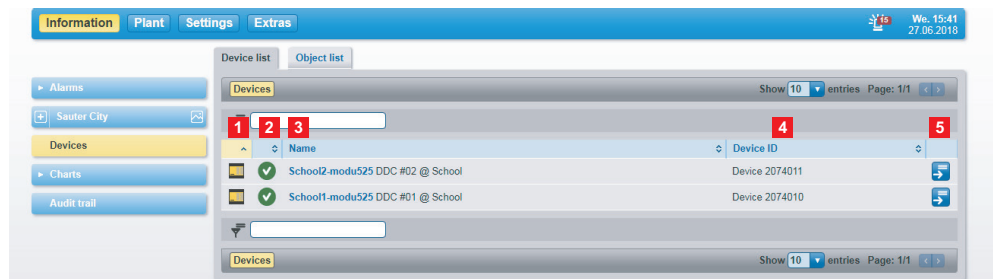 Information Plant Settings Extras 15 We. 15:41
27.06.2018
Device list Object list
Alarms
Sauter City
Devices
Charts
Audit trail
Devices Show 10 entries Page: 1/1
1 2 3 4 5
Name Device ID
School2-modu525 DDC #02 @ School Device 2074011
School1-modu525 DDC #01 @ School Device 2074010
Devices Show 10 entries Page: 1/1